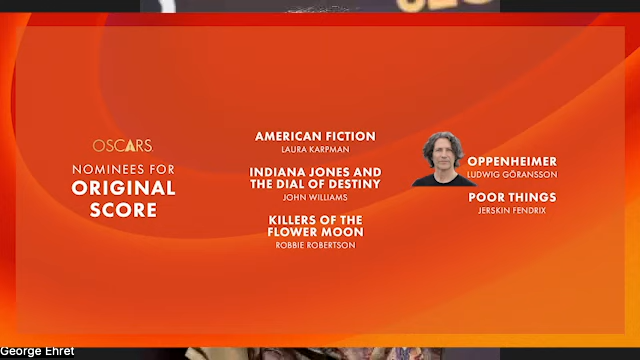 OSCARS
NOMINEES FOR
ORIGINAL
SCORE
AMERICAN FICTION
LAURA KARPMAN
INDIANA JONES AND
THE DIAL OF DESTINY
JOHN WILLIAMS
KILLERS OF THE
FLOWER MOON
ROBBIE ROBERTSON
OPPENHEIMER
LUDWIG GÖRANSSON
POOR THINGS
JERSKIN FENDRIX
George Ehret